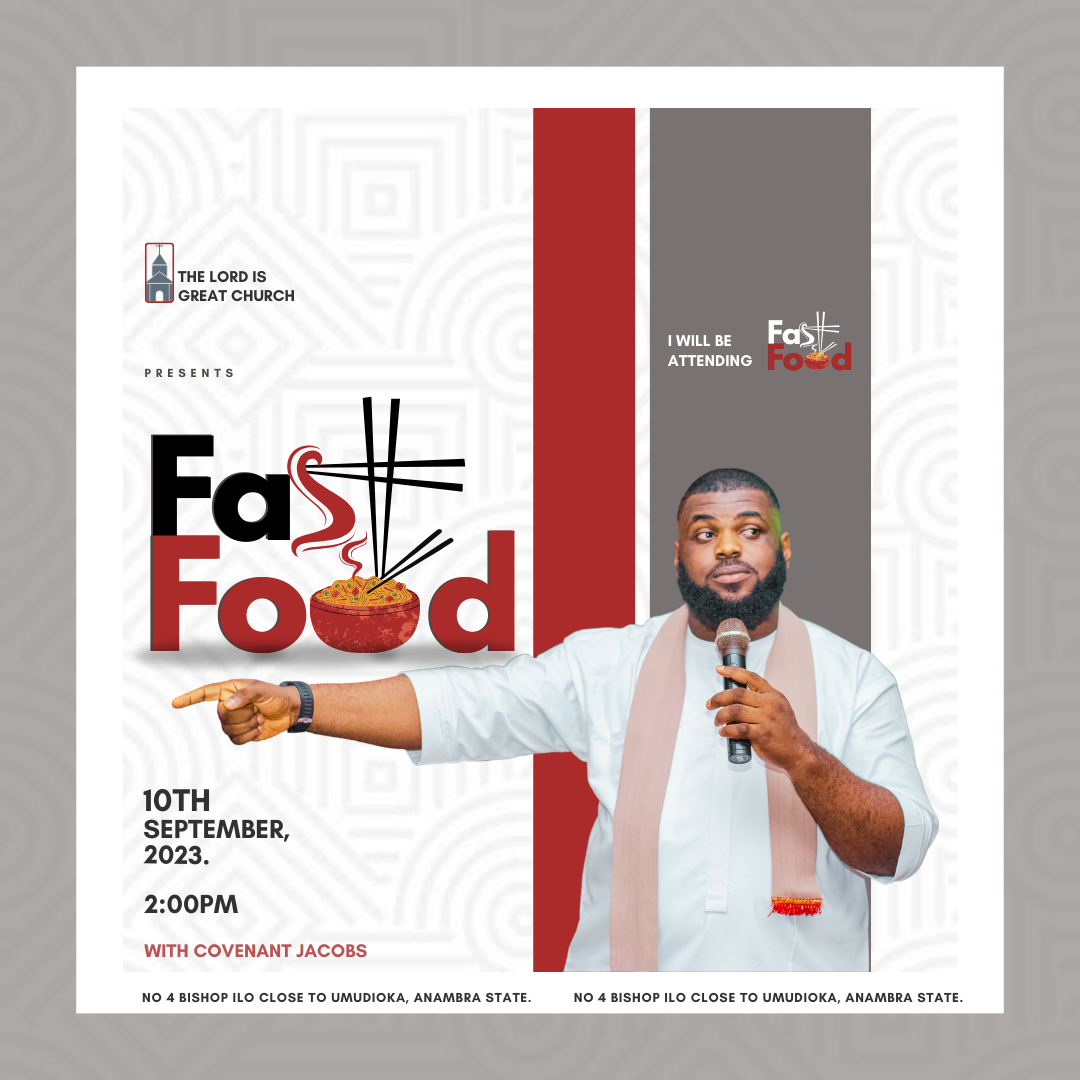 THE LORD IS
GREAT CHURCH
PRESENTS
Fast
Food
I WILL BE
ATTENDING
Fast
Food
10TH
SEPTEMBER,
2023.
2:00PM
WITH COVENANT JACOBS
NO 4 BISHOP ILO CLOSE TO UMUDIOKA, ANAMBRA STATE.
NO 4 BISHOP ILO CLOSE TO UMUDIOKA, ANAMBRA STATE.